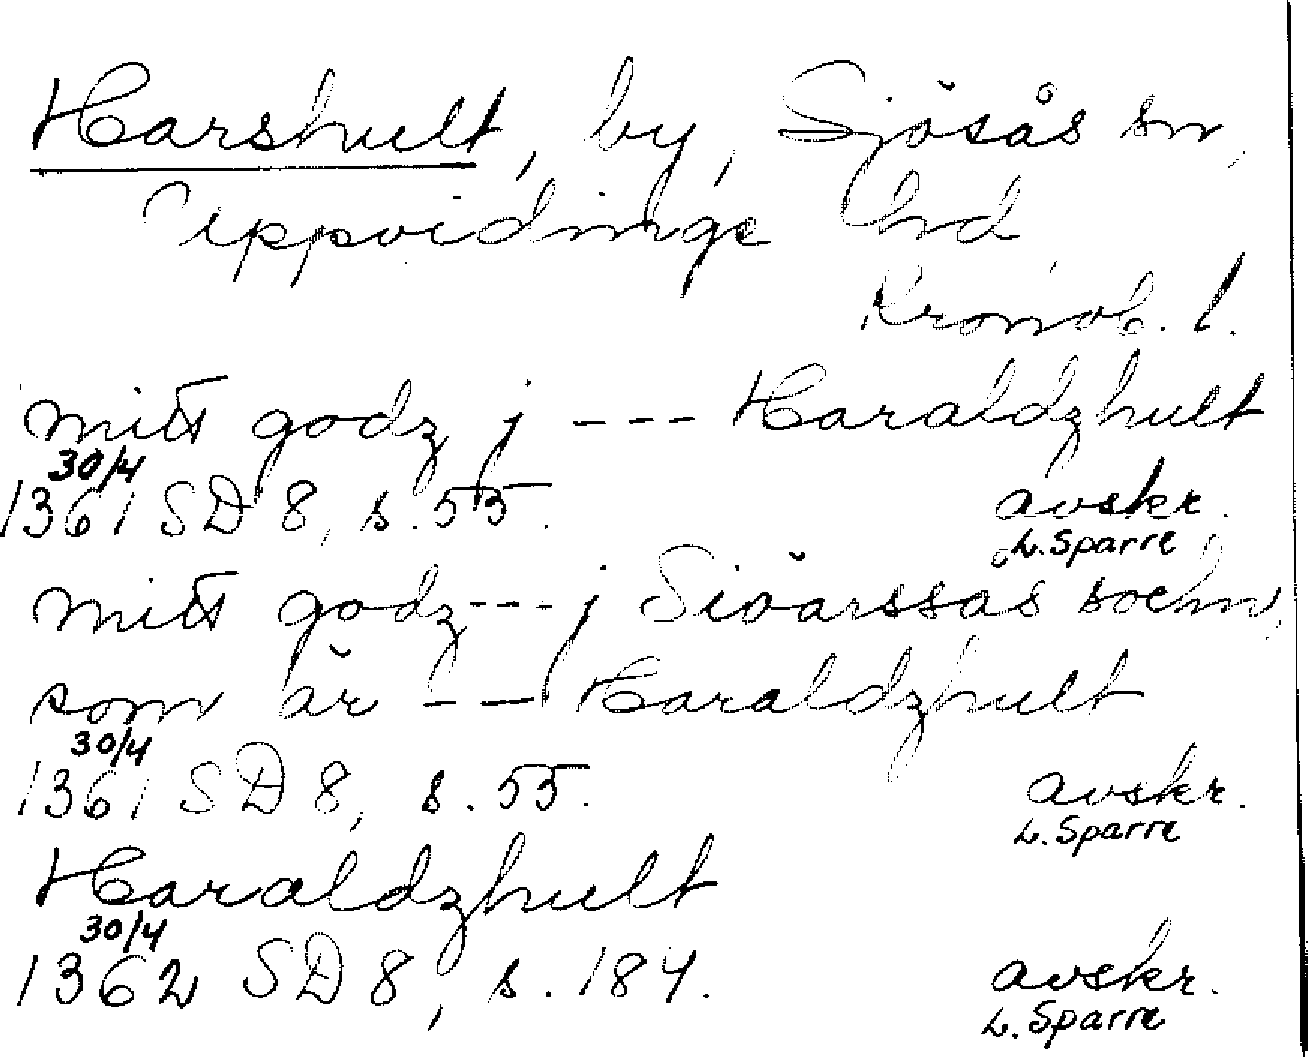 Harshult, by, Sjösås sn,
Uppvidinge hd,
Kronob. l.
mitt godz j --- Haraldzhult
30/4
1361 SD 8, s. 55. avskr.
L. Sparre
mitt godz --- j Siöarssås sochn,
som är --- Haraldzhult
30/4
1361 SD 8, s. 55. avskr.
L. Sparre
Haraldzhult
30/4
1362 SD 8, s. 184. avskr.
L. Sparre